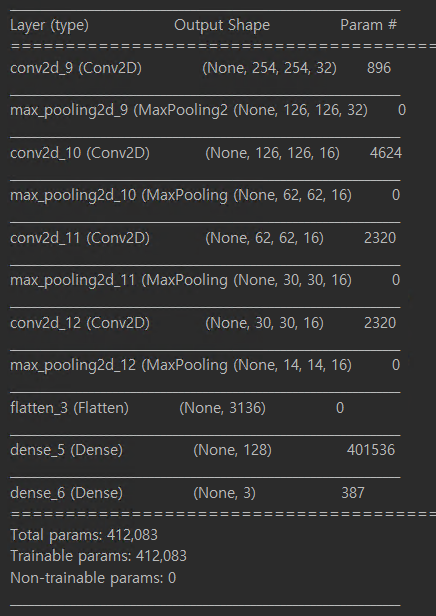 Layer (type) Output Shape Param #
conv2d_9 (Conv2D) (None, 254, 254, 32) 896
max_pooling2d_9 (MaxPooling2 (None, 126, 126, 32) 0
conv2d_10 (Conv2D) (None, 126, 126, 16) 4624
max_pooling2d_10 (MaxPooling (None, 62, 62, 16) 0
conv2d_11 (Conv2D) (None, 62, 62, 16) 2320
max_pooling2d_11 (MaxPooling (None, 30, 30, 16) 0
conv2d_12 (Conv2D) (None, 30, 30, 16) 2320
max_pooling2d_12 (MaxPooling (None, 14, 14, 16) 0
flatten_3 (Flatten) (None, 3136) 0
dense_5 (Dense) (None, 128) 401536
dense_6 (Dense) (None, 3) 387
Total params: 412,083
Trainable params: 412,083
Non-trainable params: 0